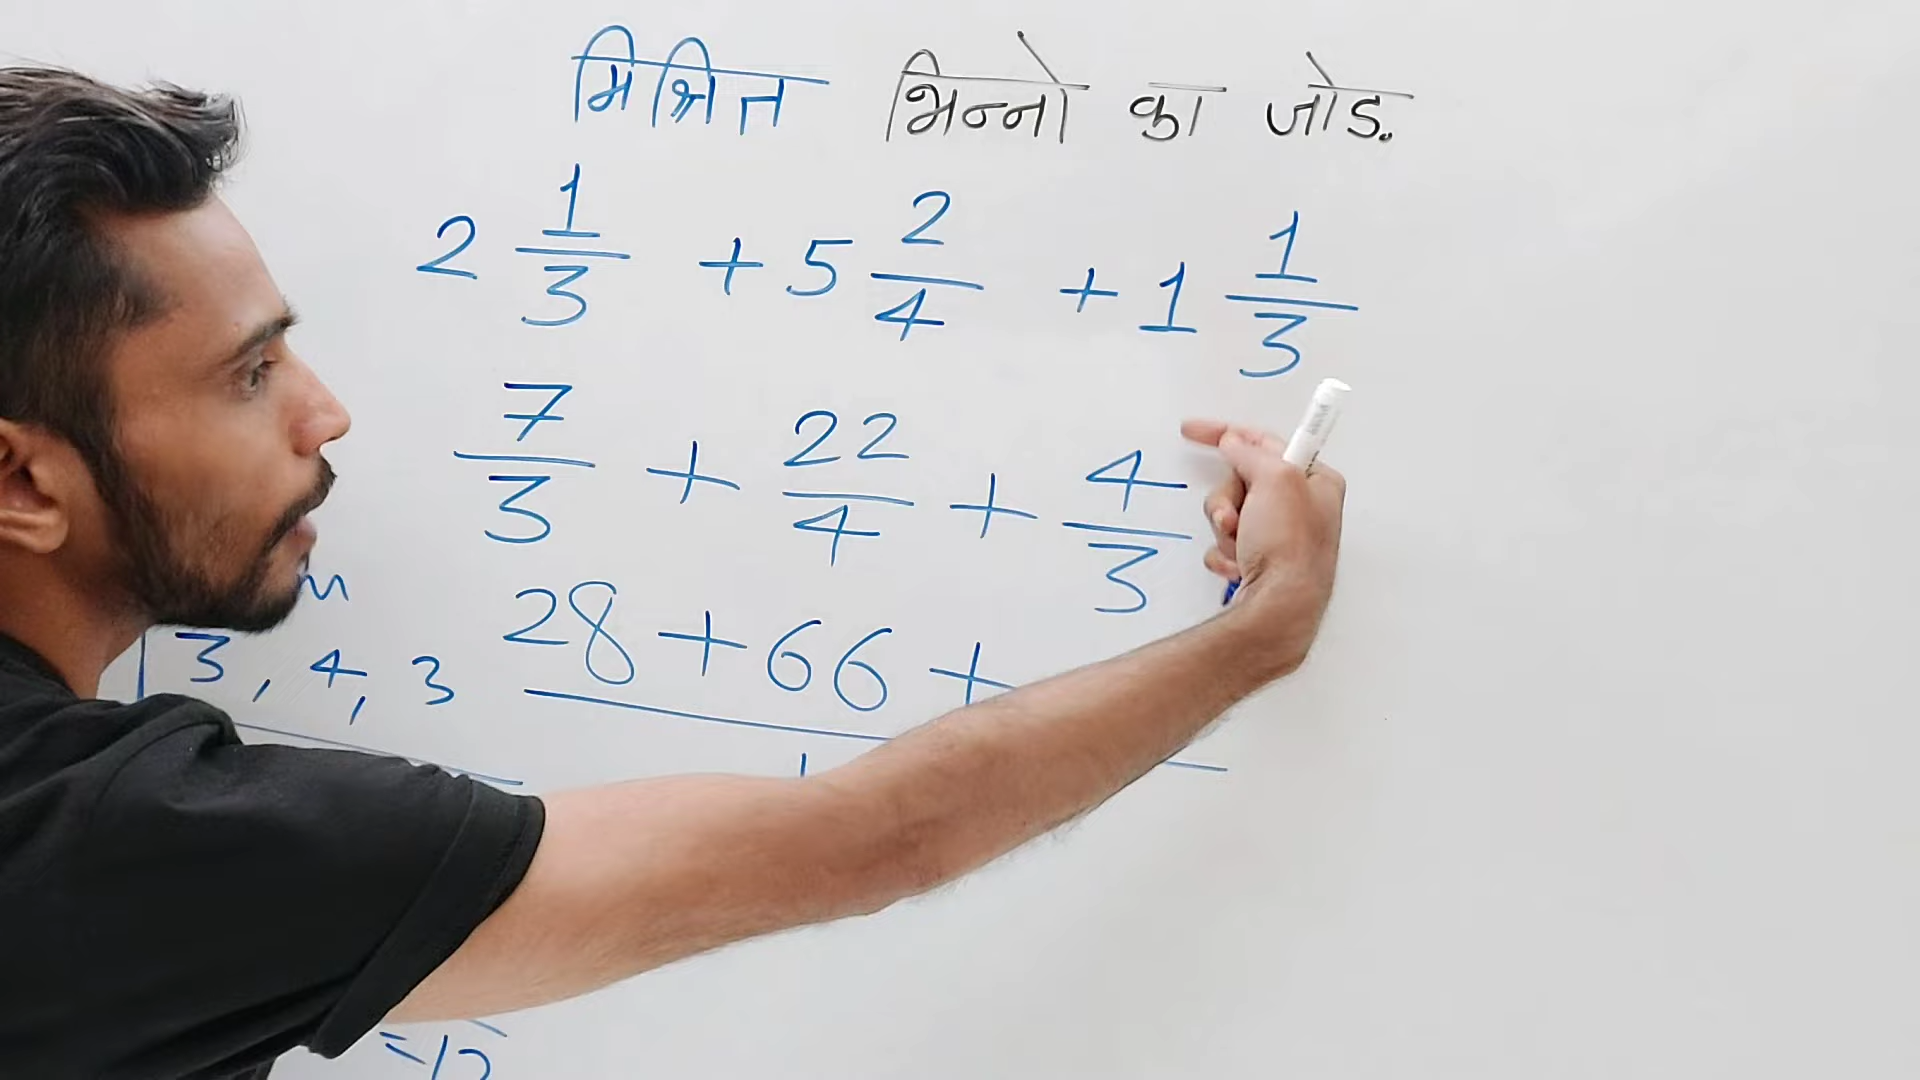 मिश्रित भिन्नो का जोड.
2 1/3 + 5 2/4 + 1 1/3
7/3 + 22/4 + 4/3
28 + 66 +
3, 4, 3
=12